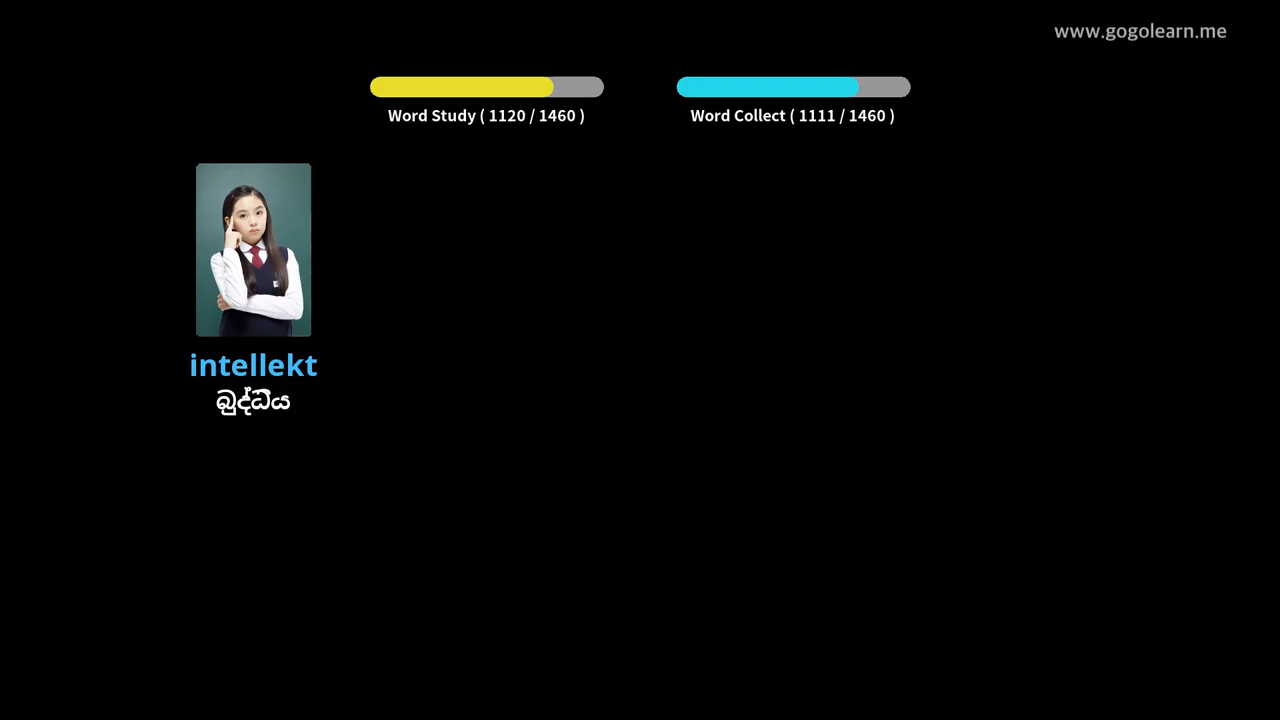 www.gogolearn.me
Word Study ( 1120 / 1460 )
Word Collect ( 1111 / 1460 )
intellekt
බුද්ධිය